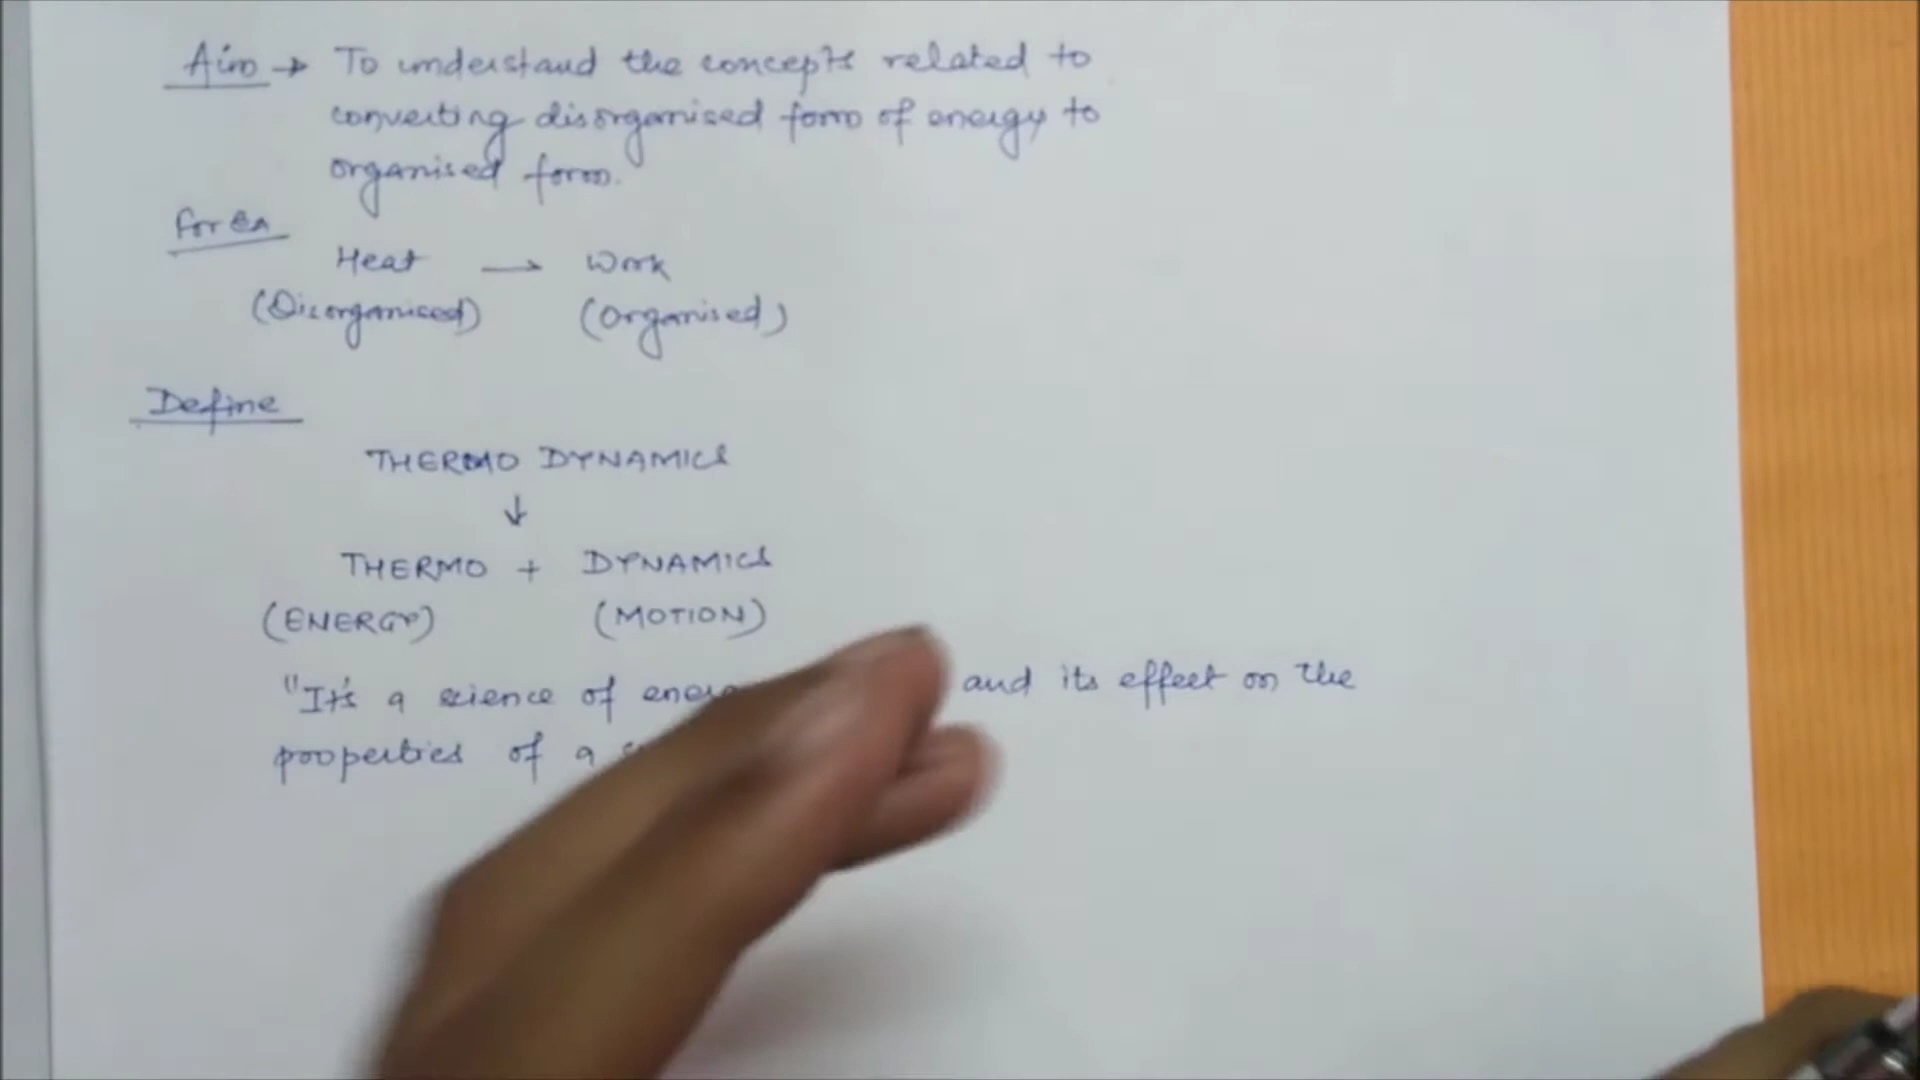 Aim → To understand the concepts related to
converting disorganised form of energy to
organised form.
For Ex
Heat → Work
(Disorganised) (Organised)
Define
THERMO DYNAMICS
↓
THERMO + DYNAMICS
(ENERGY) (MOTION)
"It's a science of and its effect on the
properties of a